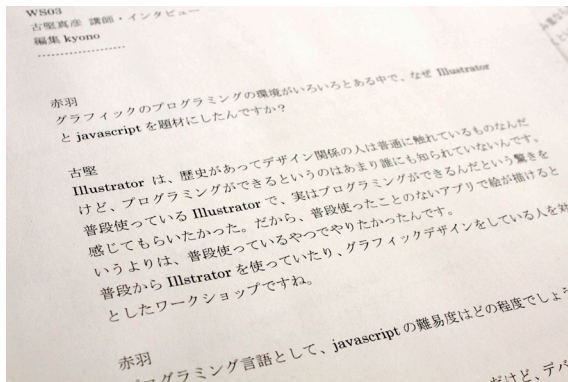 WS03
古堅真彦 講師・インタビュー
編集 kyono
赤羽
グラフィックのプログラミングの環境がいろいろとある中で、なぜ Illustrator
と javascript を題材にしたんですか？
古堅
Illustrator は、歴史があってデザイン関係の人は普通に触れているものなんだ
けど、プログラミングができるというのはあまり誰にも知られていないんです。
普段使っている Illustrator で、実はプログラミングができるんだという驚きを
感じてもらいたかった。だから、普段使ったことのないアプリで絵が描けると
いうよりは、普段使っているやつでやりたかったんです。
普段から Illstrator を使っていたり、グラフィックデザインをしている人を対
としたワークショップですね。
赤羽
プログラミング言語として、javascript の難易度はどの程度でしょ
だけど、デバ